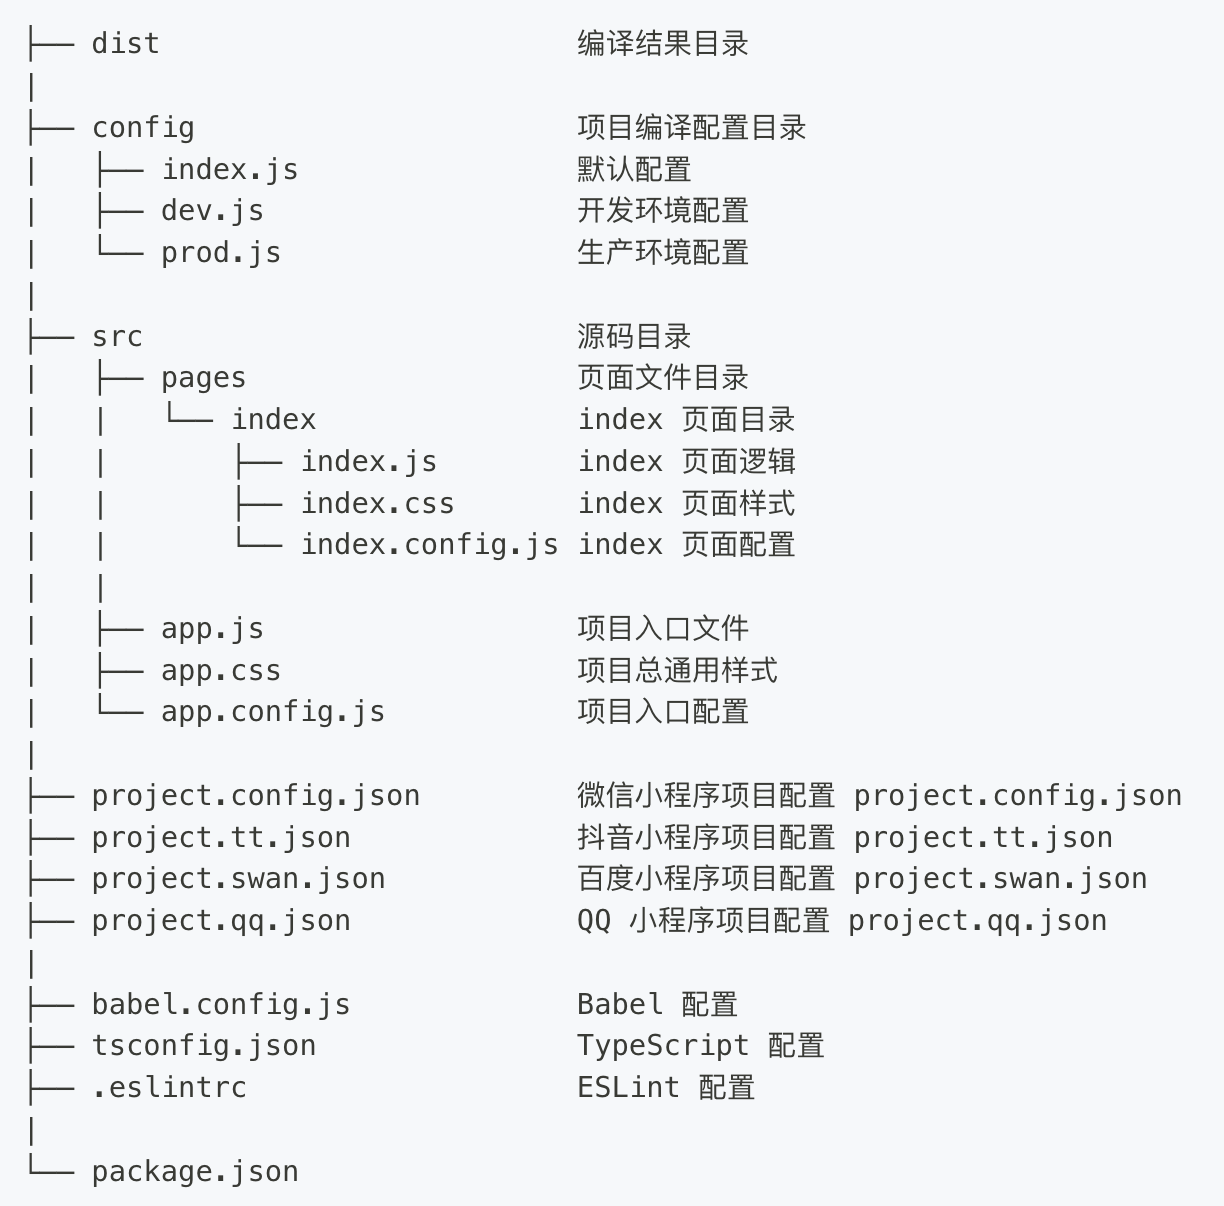 ├── dist                        编译结果目录
|
├── config                      项目编译配置目录
|   ├── index.js                默认配置
|   ├── dev.js                  开发环境配置
|   └── prod.js                 生产环境配置
|
├── src                         源码目录
|   ├── pages                   页面文件目录
|   |   └── index               index 页面目录
|   |       ├── index.js        index 页面逻辑
|   |       ├── index.css       index 页面样式
|   |       └── index.config.js index 页面配置
|   |
|   ├── app.js                  项目入口文件
|   ├── app.css                 项目总通用样式
|   └── app.config.js           项目入口配置
|
├── project.config.json         微信小程序项目配置 project.config.json
├── project.tt.json             抖音小程序项目配置 project.tt.json
├── project.swan.json           百度小程序项目配置 project.swan.json
├── project.qq.json             QQ 小程序项目配置 project.qq.json
|
├── babel.config.js             Babel 配置
├── tsconfig.json               TypeScript 配置
├── .eslintrc                   ESLint 配置
|
└── package.json